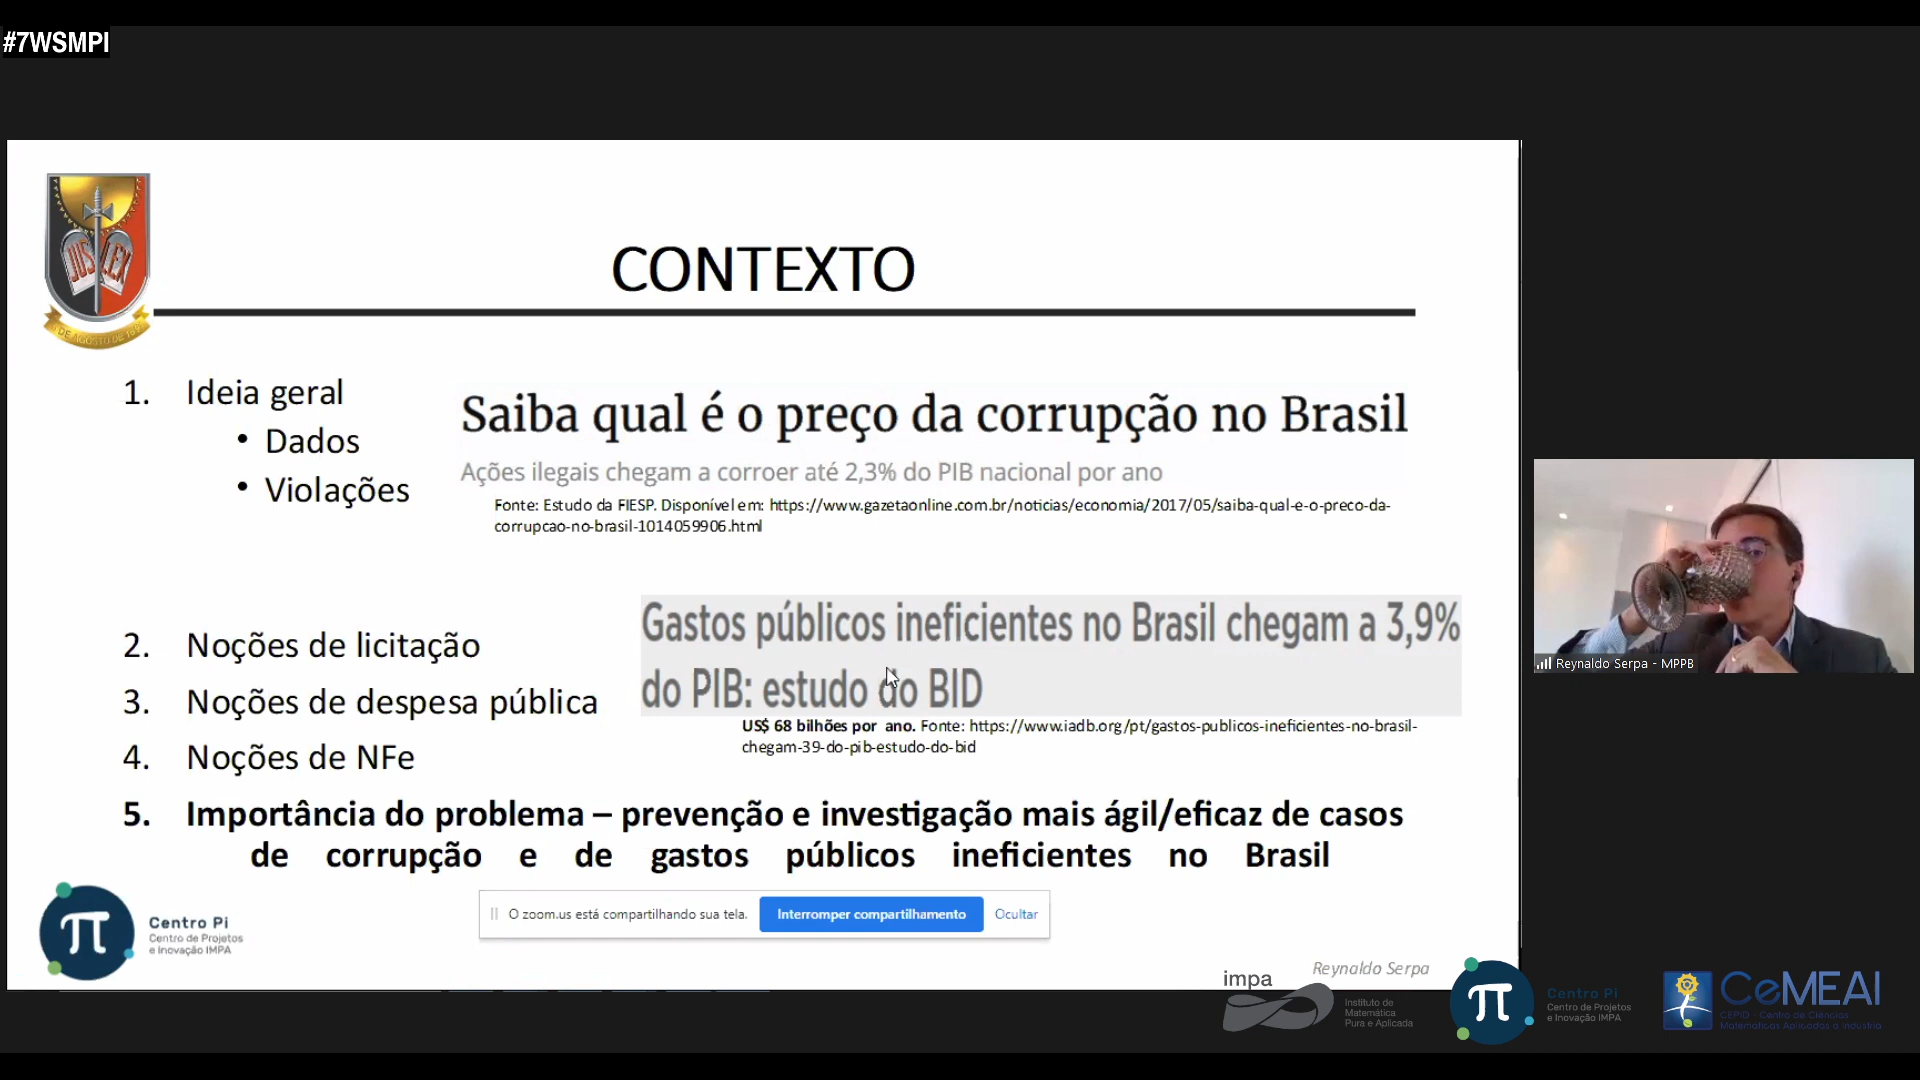 #7WSMPI
JUS LEX
DE AGOSTO DE
CONTEXTO
1. Ideia geral
• Dados
• Violações
Saiba qual é o preço da corrupção no Brasil
Ações ilegais chegam a corroer até 2,3% do PIB nacional por ano
Fonte: Estudo da FIESP. Disponível em: https://www.gazetaonline.com.br/noticias/economia/2017/05/saiba-qual-e-o-preco-da-
corrupcao-no-brasil-1014059906.html
Gastos públicos ineficientes no Brasil chegam a 3,9%
do PIB: estudo do BID
US$ 68 bilhões por ano. Fonte: https://www.iadb.org/pt/gastos-publicos-ineficientes-no-brasil-
chegam-39-do-pib-estudo-do-bid
2. Noções de licitação
3. Noções de despesa pública
4. Noções de NFe
5. Importância do problema – prevenção e investigação mais ágil/eficaz de casos
de corrupção e de gastos públicos ineficientes no Brasil
Reynaldo Serpa - MPPB
π
Centro Pi
Centro de Projetos
e Inovação IMPA
O zoom.us está compartilhando sua tela. Interromper compartilhamento Ocultar
Reynaldo Serpa
impa
Instituto de
Matemática
Pura e Aplicada
π
Centro Pi
Centro de Projetos
e Inovação IMPA
CeMEAI
CEPID - Centro de Ciências
Matemáticas Aplicadas à Indústria